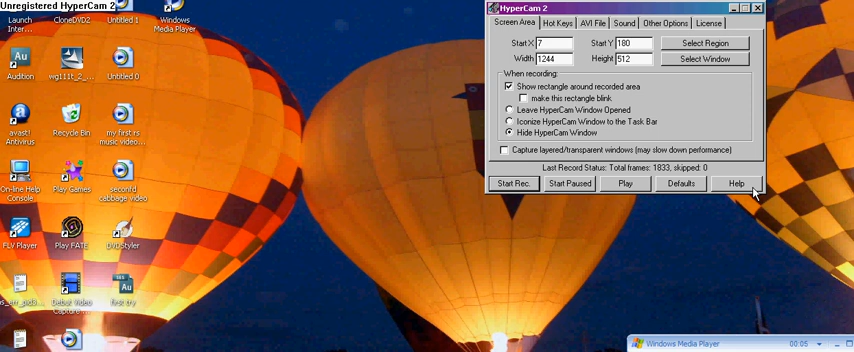 Unregistered HyperCam 2
Launch
Inter...
CloneDVD2
Untitled 1
Windows
Media Player
Audition
wg111t_2_...
Untitled 0
avast!
Antivirus
Recycle Bin
my first rs
music video...
On-line Help
Console
Play Games
second
cabbage video
FLV Player
Play FATE
DVDStyler
Debut Video
Capture ...
first try
HyperCam 2
Screen Area Hot Keys AVI File Sound Other Options License
Start X 7 Start Y 180 Select Region
Width 1244 Height 512 Select Window
When recording:
Show rectangle around recorded area
make this rectangle blink
Leave HyperCam Window Opened
Iconize HyperCam Window to the Task Bar
Hide HyperCam Window
Capture layered/transparent windows (may slow down performance)
Last Record Status: Total frames: 1833, skipped: 0
Start Rec. Start Paused Play Defaults Help
Windows Media Player 00:05